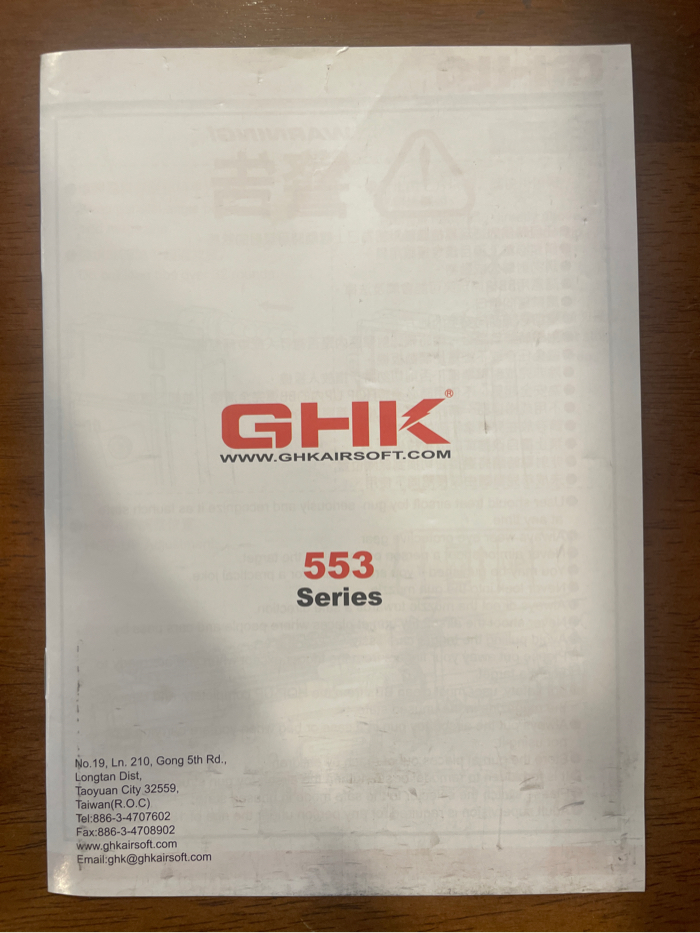 GHK®
WWW.GHKAIRSOFT.COM
553
Series
No.19, Ln. 210, Gong 5th Rd.,
Longtan Dist,
Taoyuan City 32559,
Taiwan(R.O.C)
Tel:886-3-4707602
Fax:886-3-4708902
www.ghkairsoft.com
Email:ghk@ghkairsoft.com